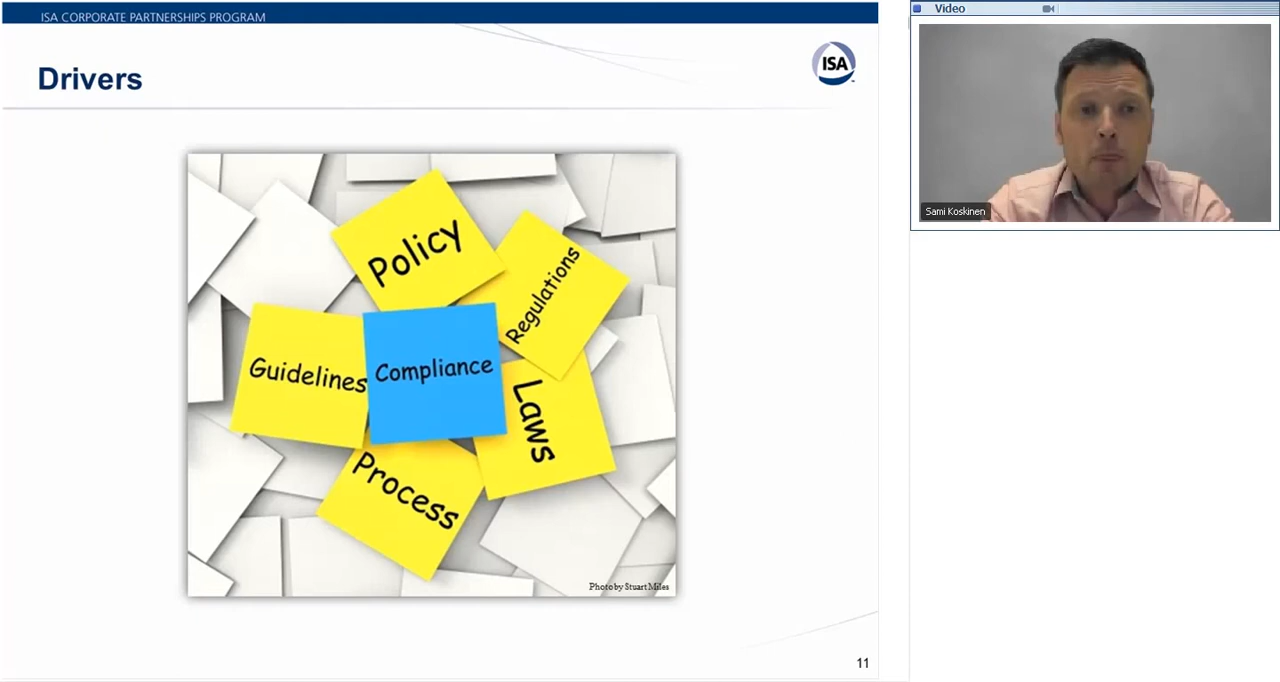 ISA CORPORATE PARTNERSHIPS PROGRAM
Drivers
ISA
Policy
Regulations
Guidelines
Compliance
Laws
Process
Photo by Stuart Miles
11
Video
Sami Koskinen